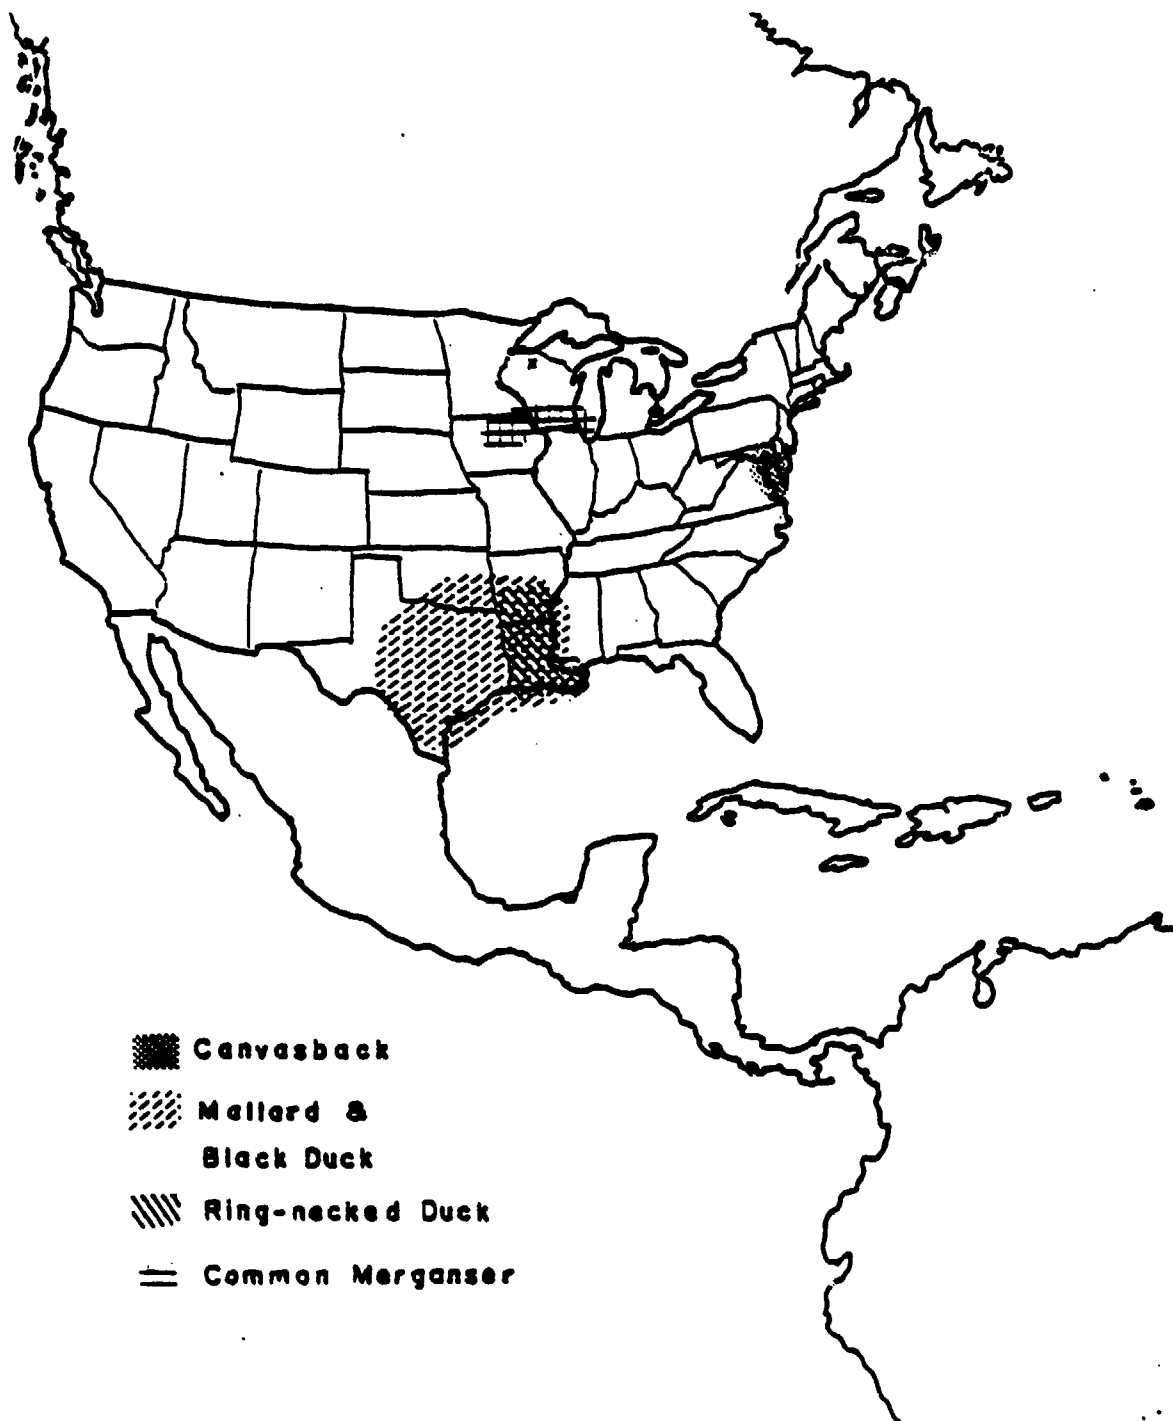 Canvasback
Mallard &
Black Duck
Ring-necked Duck
Common Merganser
x